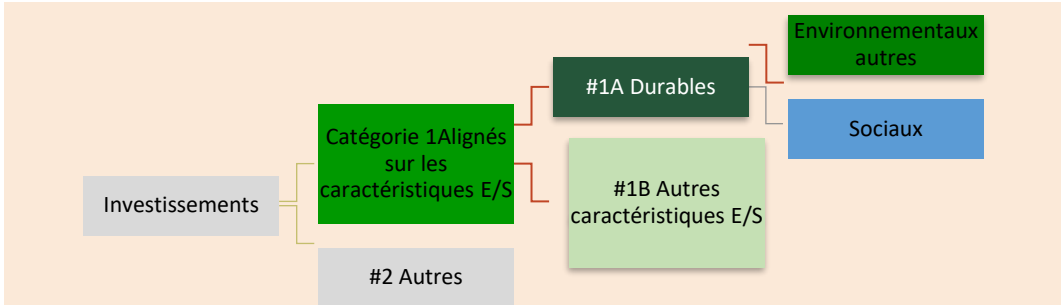 Environnementaux
autres
#1A Durables
Sociaux
Catégorie 1Alignés
sur les
caractéristiques E/S
#1B Autres
caractéristiques E/S
Investissements
#2 Autres